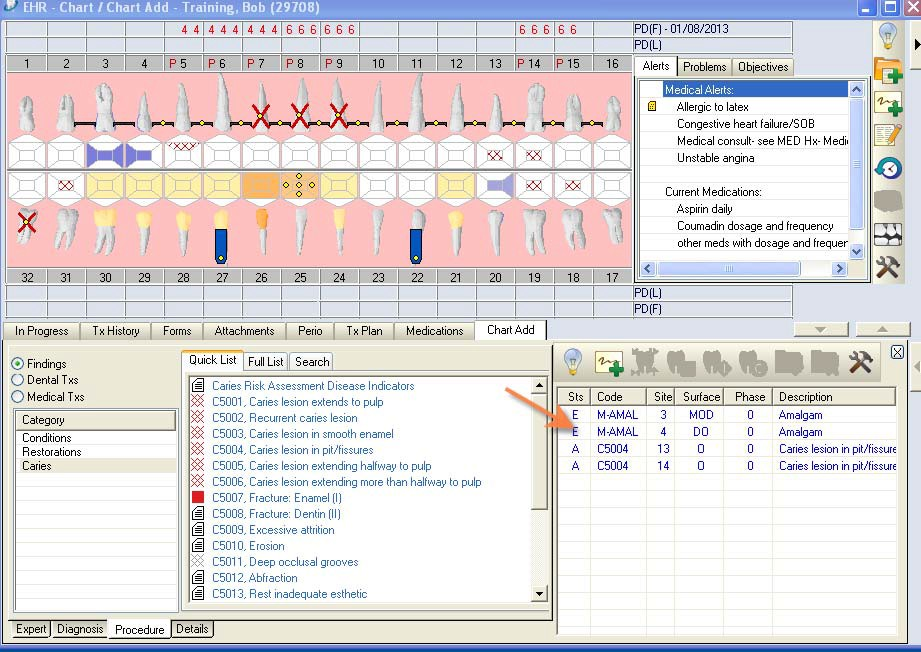 EHR - Chart / Chart Add - Training, Bob (29708)
4 4 4 4 4 4 4 4 6 6 6 6 6 6 6 6 6 6 6 PD(F) - 01/08/2013
PD(L)
1 2 3 4 P 5 P 6 P 7 P 8 P 9 10 11 12 13 P 14 P 15 16
Alerts Problems Objectives
Medical Alerts:
Allergic to latex
Congestive heart failure/SOB
Medical consult- see MED Hx- Medi
Unstable angina
Current Medications:
Aspirin daily
Coumadin dosage and frequency
other meds with dosage and frequer
32 31 30 29 28 27 26 25 24 23 22 21 20 19 18 17
PD(L)
PD(F)
In Progress Tx History Forms Attachments Perio Tx Plan Medications Chart Add
Findings
Dental Txs
Medical Txs
Category
Conditions
Restorations
Caries
Quick List Full List Search
Caries Risk Assessment Disease Indicators
C5001, Caries lesion extends to pulp
C5002, Recurrent caries lesion
C5003, Caries lesion in smooth enamel
C5004, Caries lesion in pit/fissures
C5005, Caries lesion extending halfway to pulp
C5006, Caries lesion extending more than halfway to pulp
C5007, Fracture: Enamel (I)
C5008, Fracture: Dentin (II)
C5009, Excessive attrition
C5010, Erosion
C5011, Deep occlusal grooves
C5012, Abfraction
C5013, Rest inadequate esthetic
Sts Code Site Surface Phase Description
E M-AMAL 3 MOD 0 Amalgam
E M-AMAL 4 DO 0 Amalgam
A C5004 13 O 0 Caries lesion in pit/fissure
A C5004 14 O 0 Caries lesion in pit/fissure
Expert Diagnosis Procedure Details